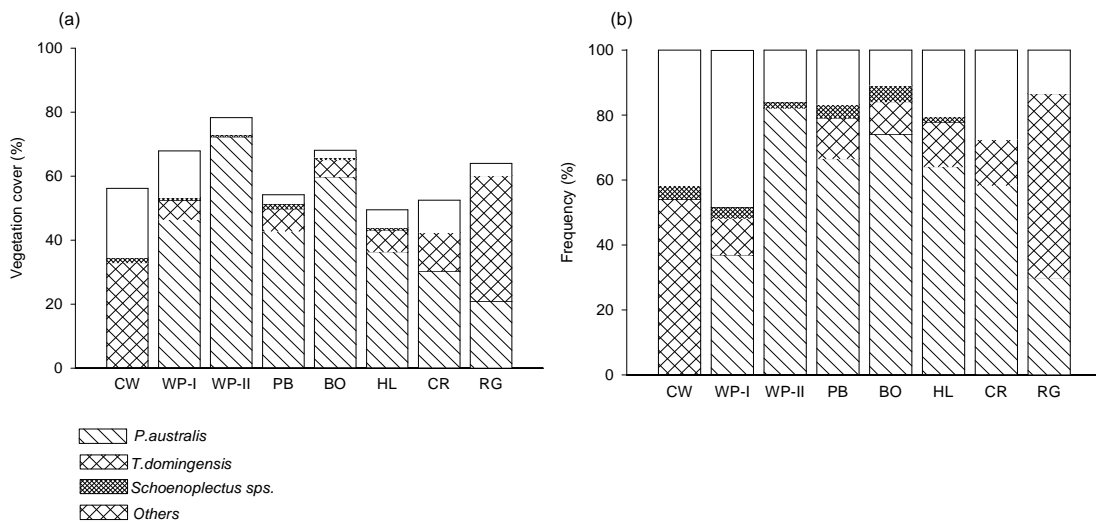 (a)
Vegetation cover (%)
100
80
60
40
20
0
CW WP-I WP-II PB BO HL CR RG
(b)
Frequency (%)
100
80
60
40
20
0
CW WP-I WP-II PB BO HL CR RG
P.australis
T.domingensis
Schoenoplectus sps.
Others